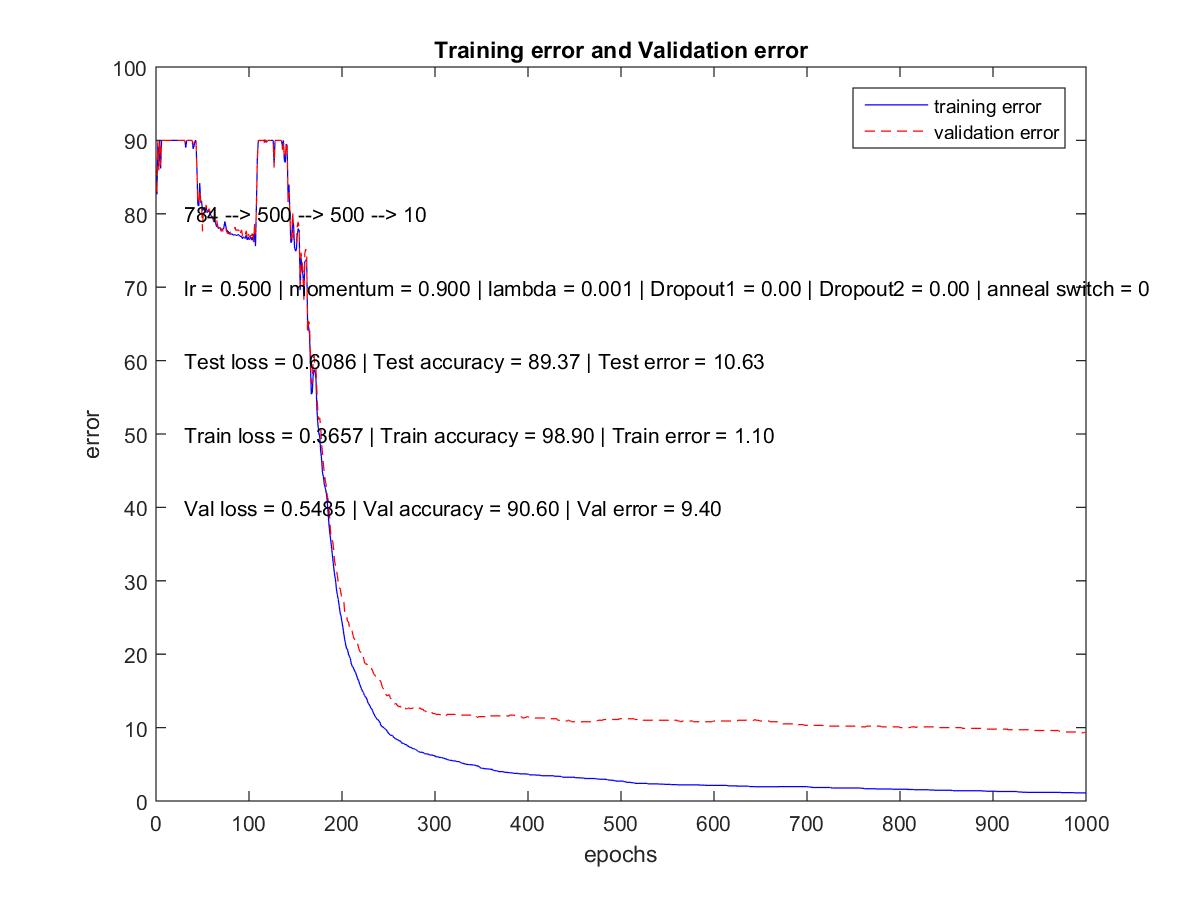 Training error and Validation error
100
90
80
70
60
50
40
30
20
10
0
error
training error
validation error
784 --> 500 --> 500 --> 10
lr = 0.500 | momentum = 0.900 | lambda = 0.001 | Dropout1 = 0.00 | Dropout2 = 0.00 | anneal switch = 0
Test loss = 0.6086 | Test accuracy = 89.37 | Test error = 10.63
Train loss = 0.3657 | Train accuracy = 98.90 | Train error = 1.10
Val loss = 0.5485 | Val accuracy = 90.60 | Val error = 9.40
0 100 200 300 400 500 600 700 800 900 1000
epochs